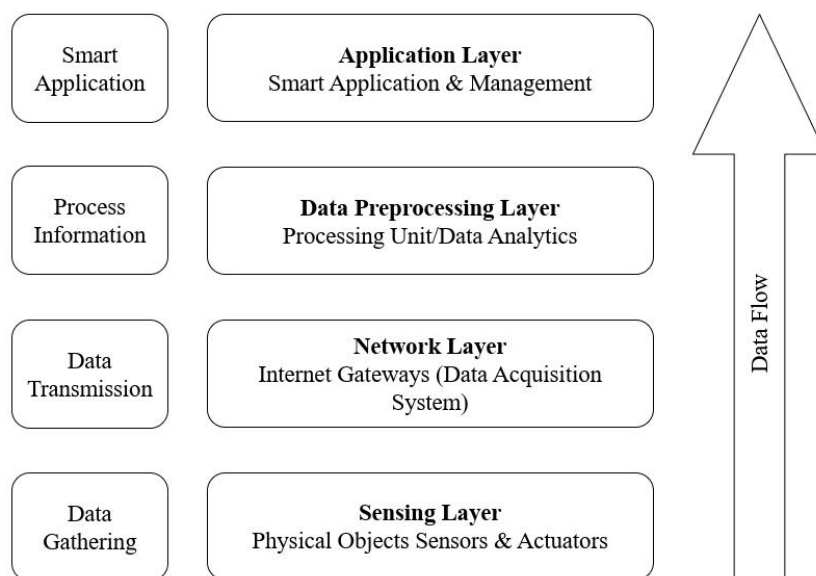 Smart
Application
Application Layer
Smart Application & Management
Process
Information
Data Preprocessing Layer
Processing Unit/Data Analytics
Data
Transmission
Network Layer
Internet Gateways (Data Acquisition
System)
Data
Gathering
Sensing Layer
Physical Objects Sensors & Actuators
Data Flow